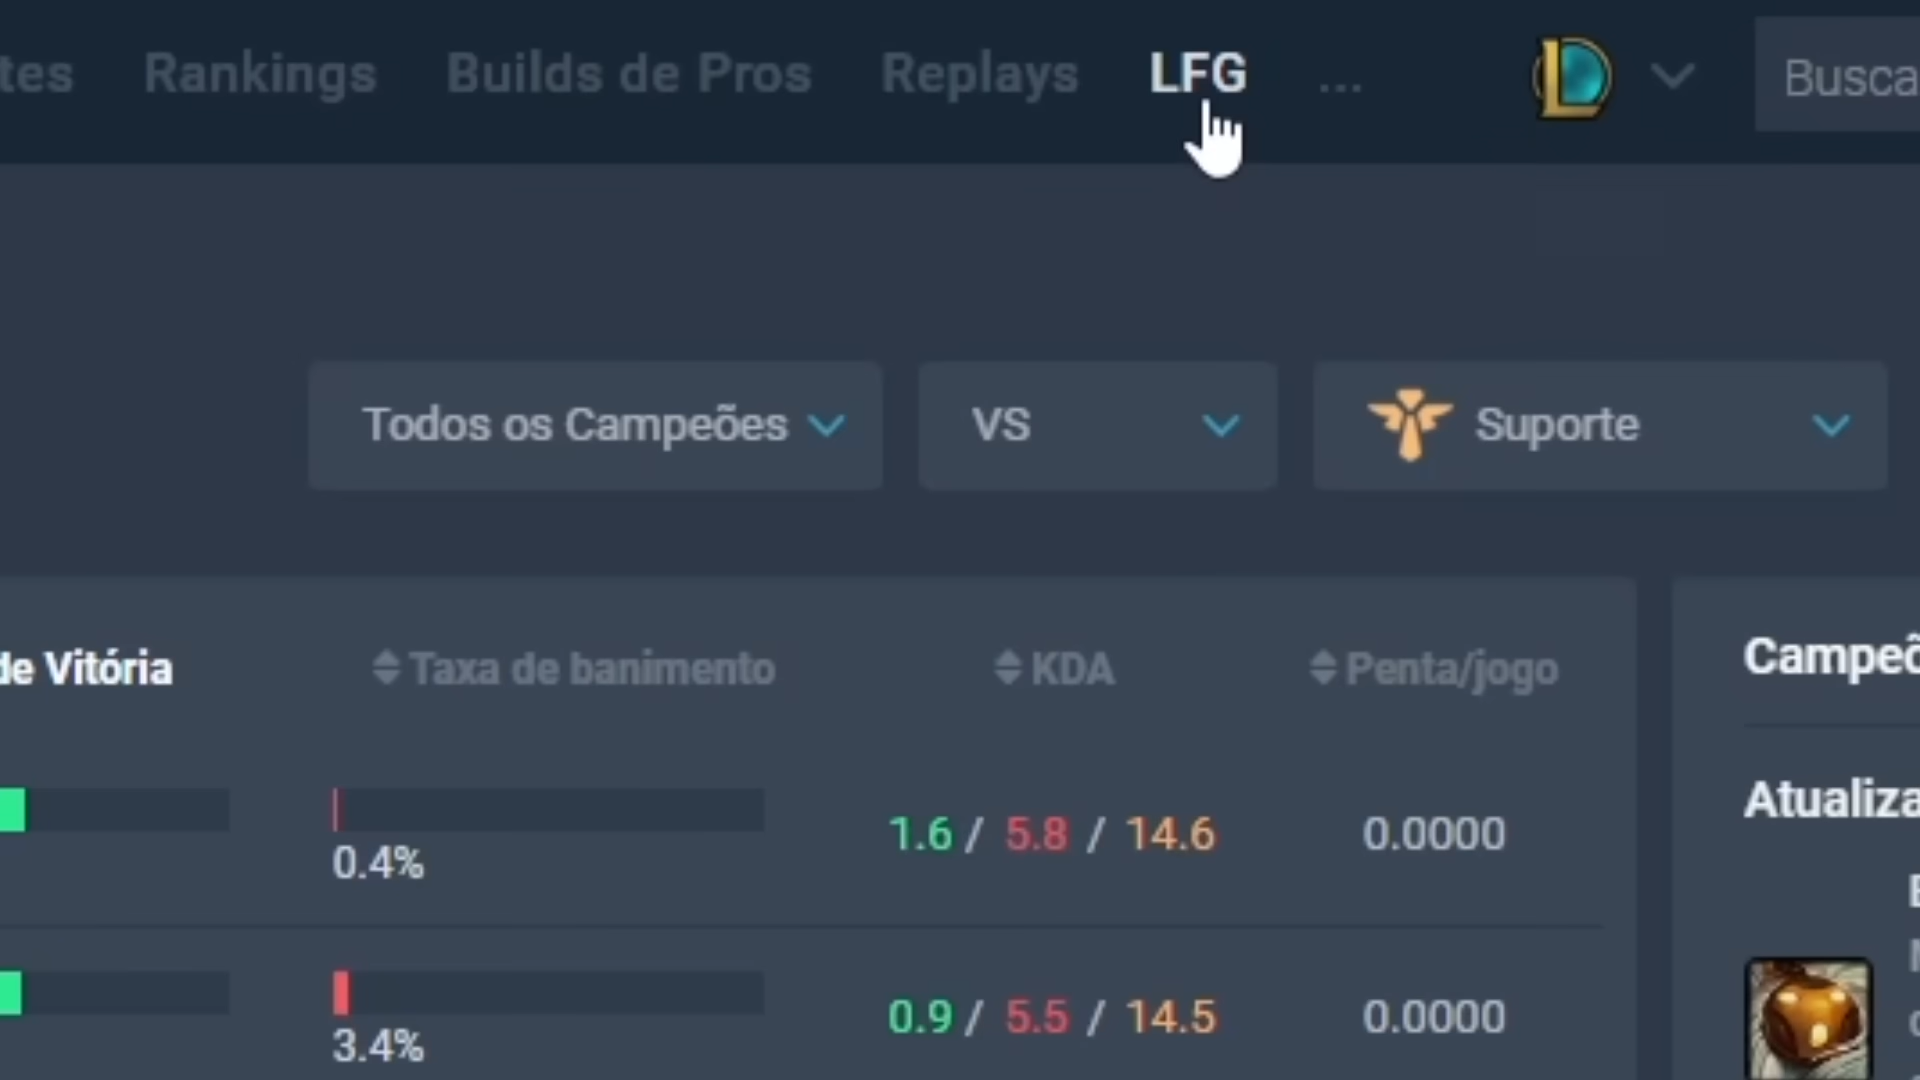 tes Rankings Builds de Pros Replays LFG ... Busca
Todos os Campeões VS Suporte
de Vitória Taxa de banimento KDA Penta/jogo
Campeõ
Atualiza
0.4% 1.6 / 5.8 / 14.6 0.0000
3.4% 0.9 / 5.5 / 14.5 0.0000